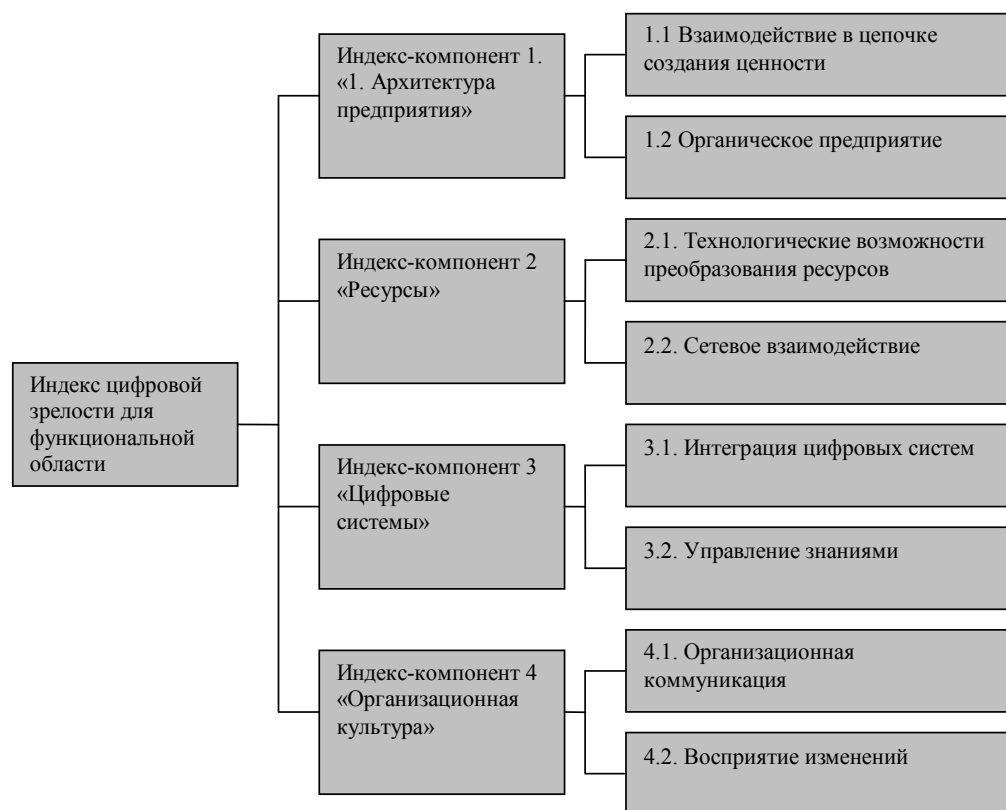 Индекс цифровой
зрелости для
функциональной
области
Индекс-компонент 1.
«1. Архитектура
предприятия»
1.1 Взаимодействие в цепочке
создания ценности
1.2 Органическое предприятие
Индекс-компонент 2
«Ресурсы»
2.1. Технологические возможности
преобразования ресурсов
2.2. Сетевое взаимодействие
Индекс-компонент 3
«Цифровые
системы»
3.1. Интеграция цифровых систем
3.2. Управление знаниями
Индекс-компонент 4
«Организационная
культура»
4.1. Организационная
коммуникация
4.2. Восприятие изменений